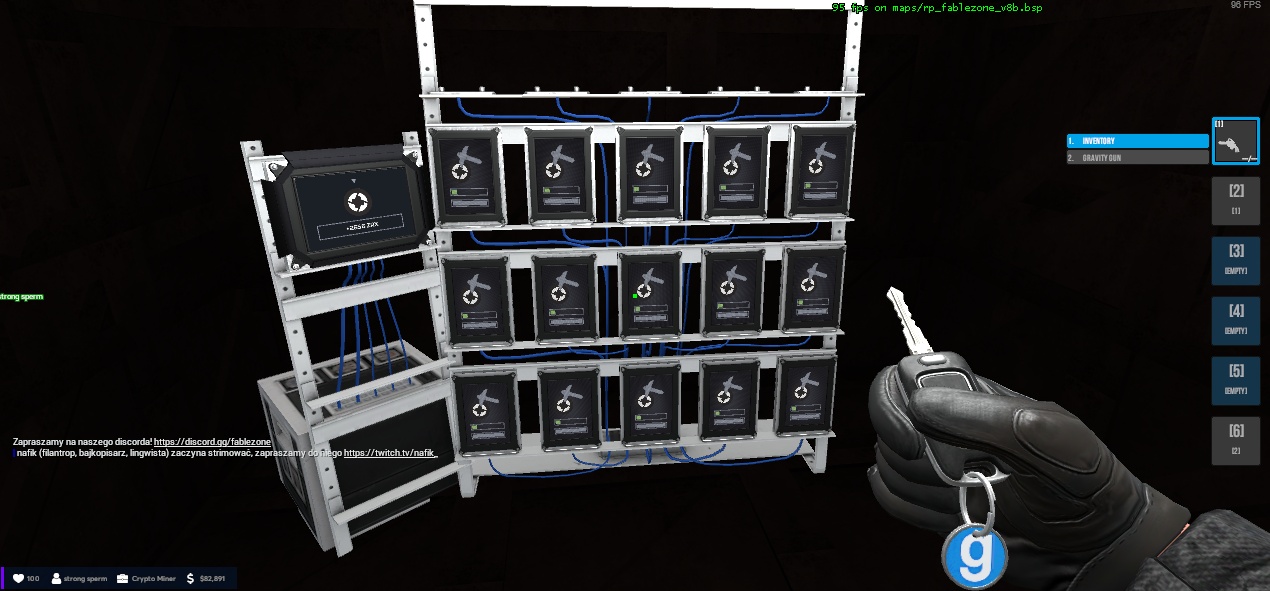 95 fps on maps/rp_fablezone_v8b.bsp
96 FPS
[1]
1. INVENTORY
2. GRAVITY GUN
-/-
[2]
[1]
[3]
[EMPTY]
[4]
[EMPTY]
[5]
[EMPTY]
[6]
[2]
strong sperm
Zapraszamy na naszego discorda! https://discord.gg/fablezone
nafik (filantrop, bajkopisarz, lingwista) zaczyna strimować, zapraszamy do niego https://twitch.tv/nafik_
g
100 strong sperm Crypto Miner $ $82,891